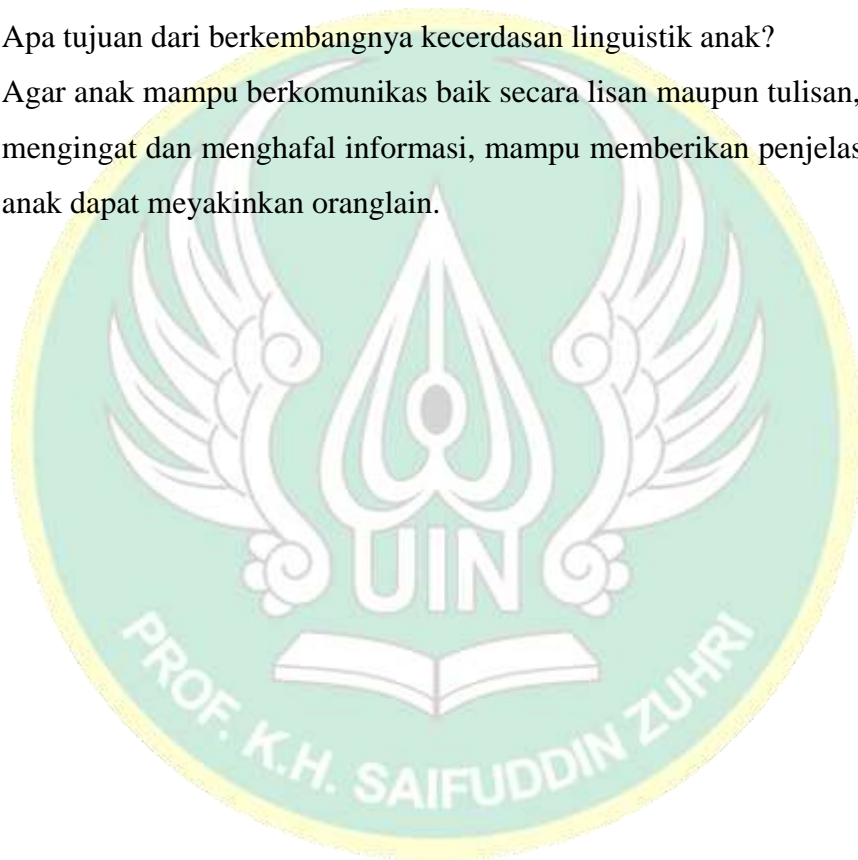 Apa tujuan dari berkembangnya kecerdasan linguistik anak?
Agar anak mampu berkomunikas baik secara lisan maupun tulisan,
mengingat dan menghafal informasi, mampu memberikan penjelas
anak dapat meyakinkan oranglain.
UIN
PROF. K.H. SAIFUDDIN ZUHRI